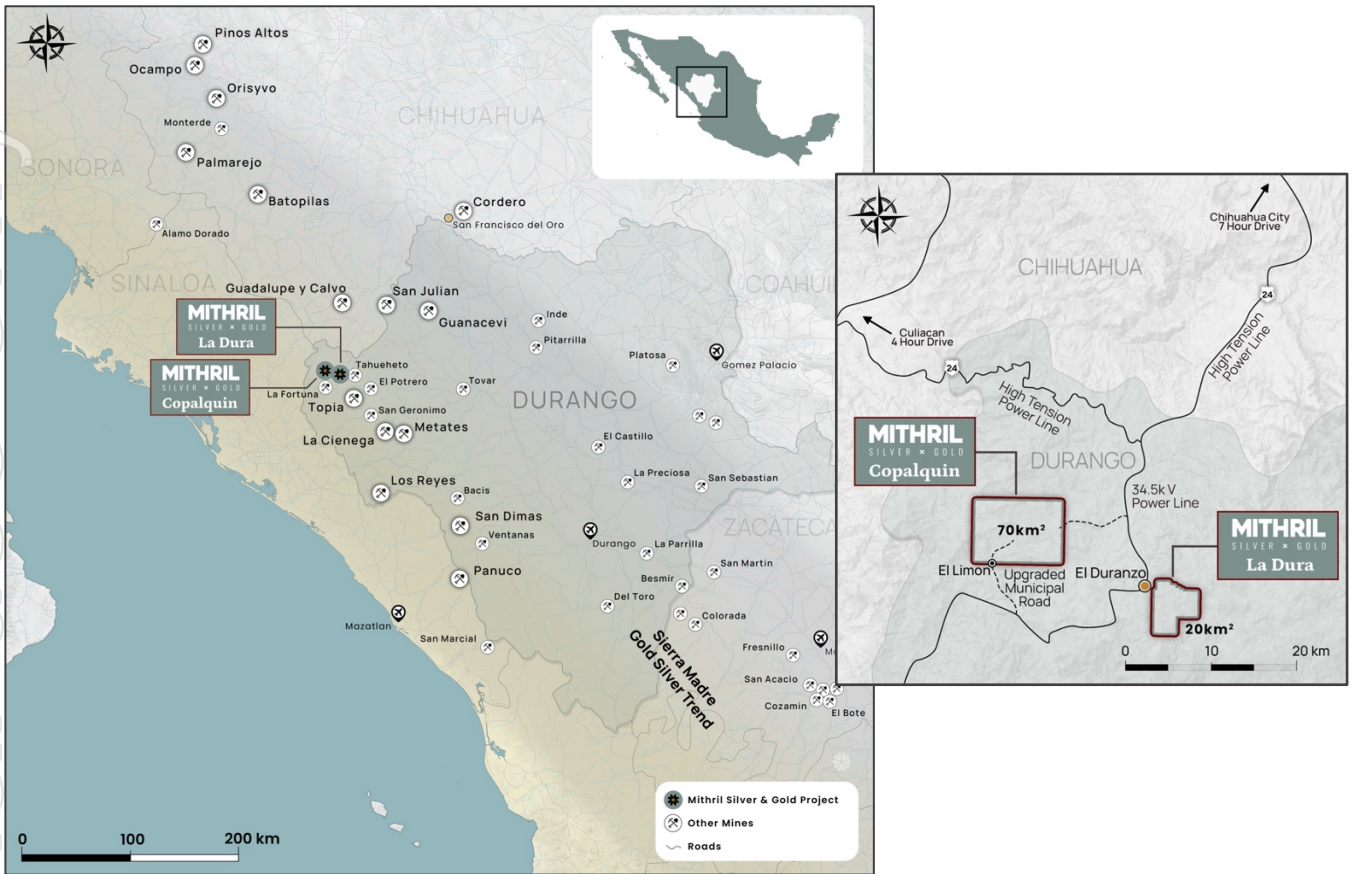 Pinos Altos
Ocampo
Orisyvo
Monterde
CHIHUAHUA
SONORA
Palmarejo
Batopilas
Cordero
San Francisco del Oro
Alamo Dorado
SINALOA
COAHUI
Guadalupe y Calvo
San Julian
Guanacevi
MITHRIL
SILVER × GOLD
La Dura
Inde
Pitarrilla
Platosa
Gomez Palacio
MITHRIL
SILVER × GOLD
Copalquin
Tahueheto
El Potrero
La Fortuna
Tovar
Topia
DURANGO
San Geronimo
La Cienega
Metates
El Castillo
Los Reyes
Bacis
La Preciosa
San Sebastian
San Dimas
Ventanas
ZACATECA
Durango
La Parrilla
Panuco
San Martin
Besmir
Del Toro
Colorada
Mazatlan
San Marcial
Sierra Madre
Gold Silver Trend
Fresnillo
San Acacio
Cozamin
El Bote
Mithril Silver & Gold Project
Other Mines
Roads
0 100 200 km
Chihuahua City
7 Hour Drive
CHIHUAHUA
24
Culiacan
4 Hour Drive
24
High Tension
Power Line
High Tension
Power Line
MITHRIL
SILVER × GOLD
Copalquin
DURANGO
34.5kV
Power Line
70km²
MITHRIL
SILVER × GOLD
La Dura
El Limon
Upgraded
Municipal
Road
El Duranzo
20km²
0 10 20 km